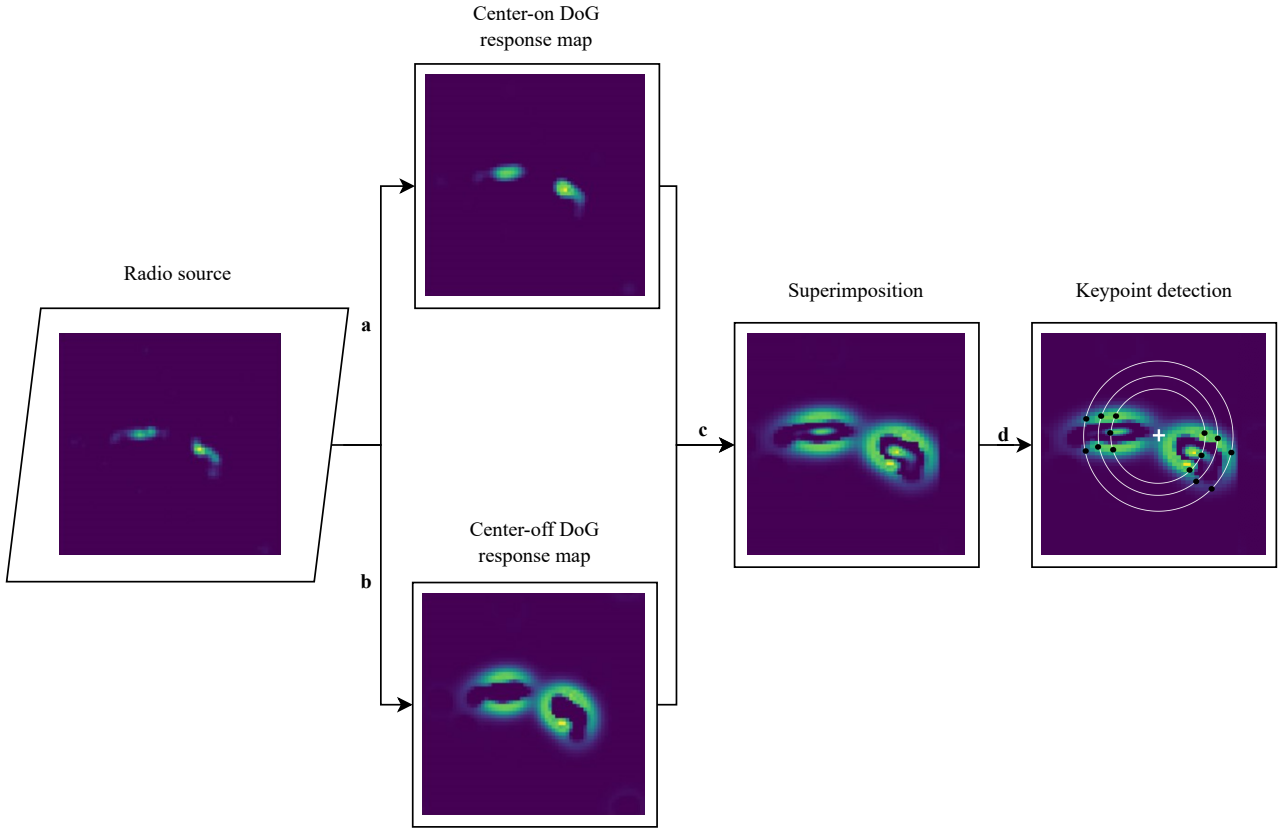 Center-on DoG
response map
Radio source
a
Superimposition
Keypoint detection
c
d
Center-off DoG
response map
b